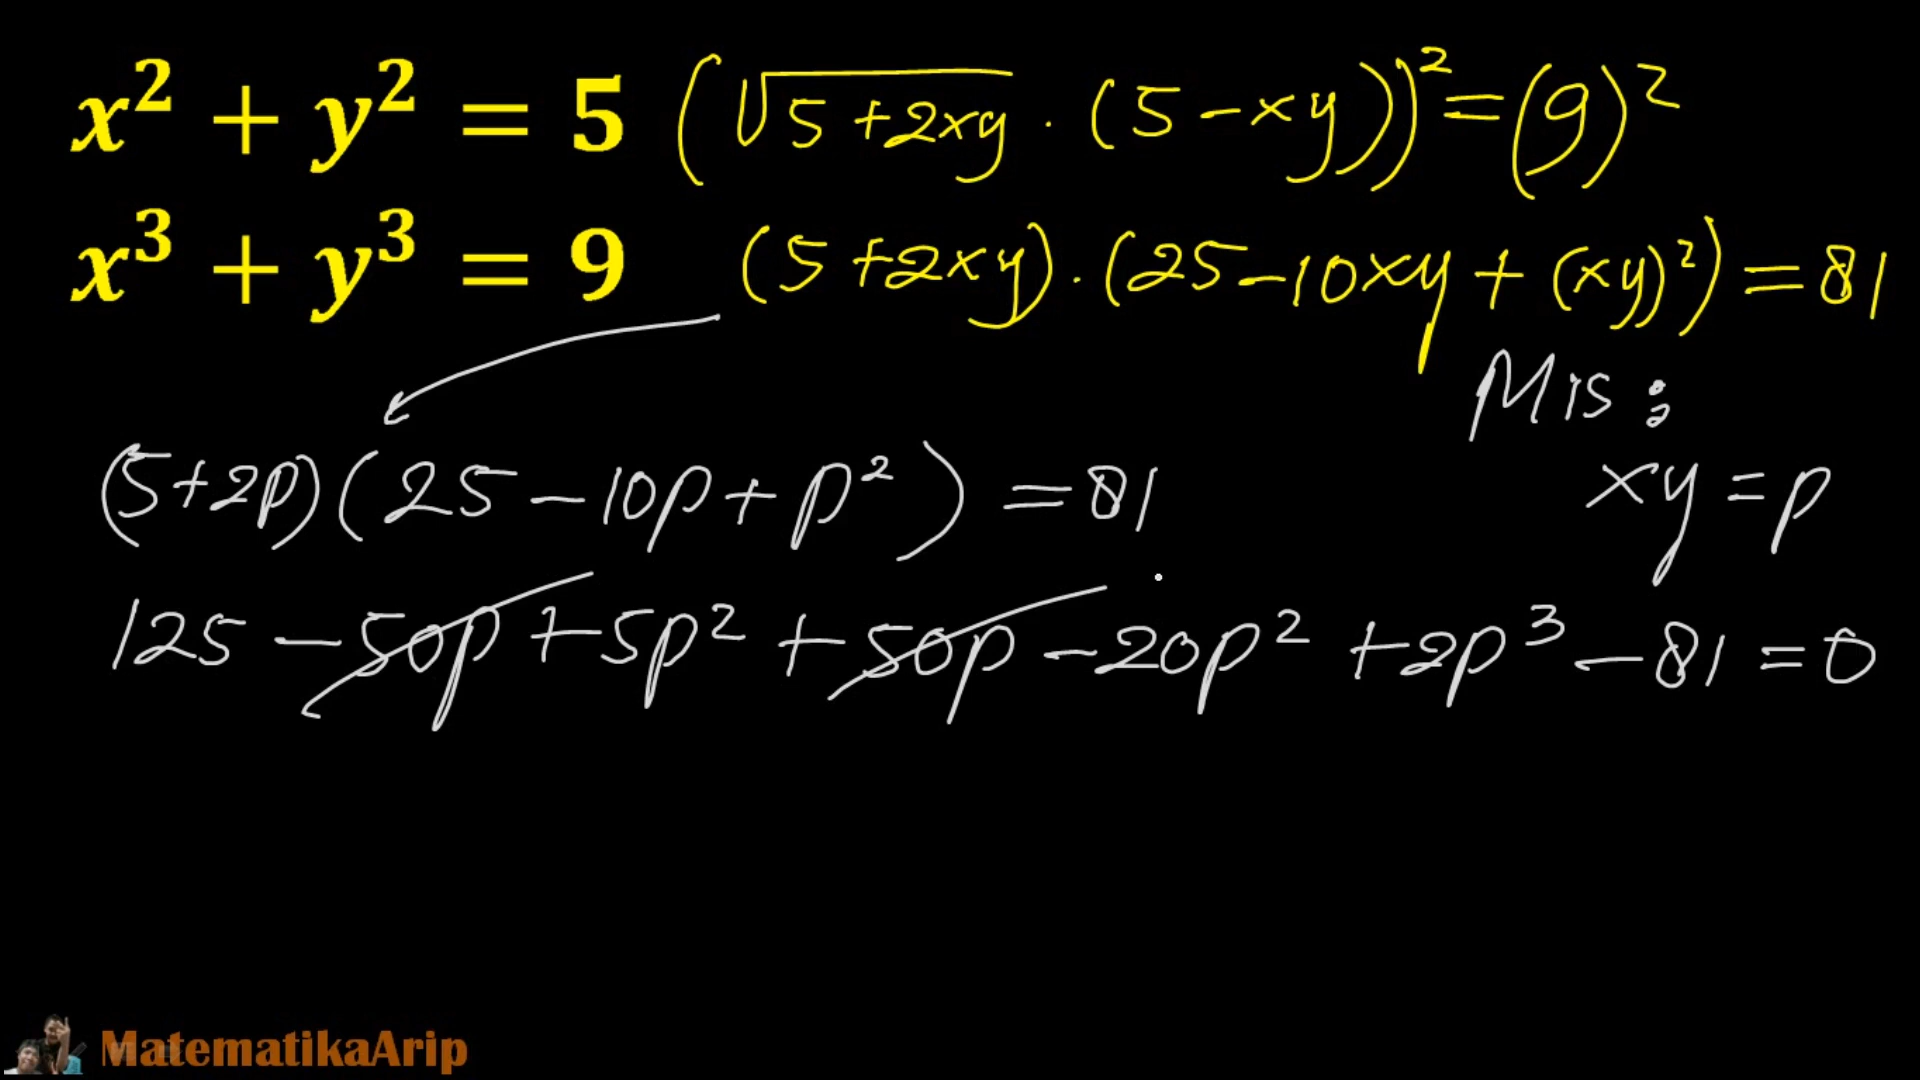 x² + y² = 5 (√5+2xy · (5-xy))² = (9)²
x³ + y³ = 9 (5+2xy)·(25-10xy+(xy)²) = 81
Mis:
(5+2p)(25-10p+p²) = 81 xy = p
125 - 50p + 5p² + 50p - 20p² + 2p³ - 81 = 0
MatematikaArip